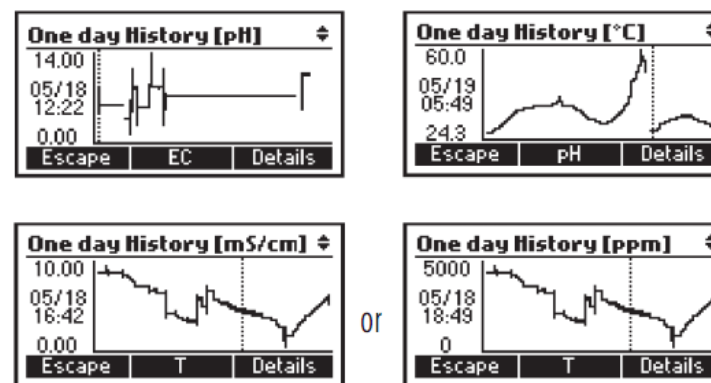 One day History [pH]
14.00
05/18
12:22
0.00
Escape EC Details
One day History [°C]
60.0
05/19
05:49
24.3
Escape pH Details
One day History [mS/cm]
10.00
05/18
16:42
0.00
Escape T Details
or
One day History [ppm]
5000
05/18
18:49
0
Escape T Details